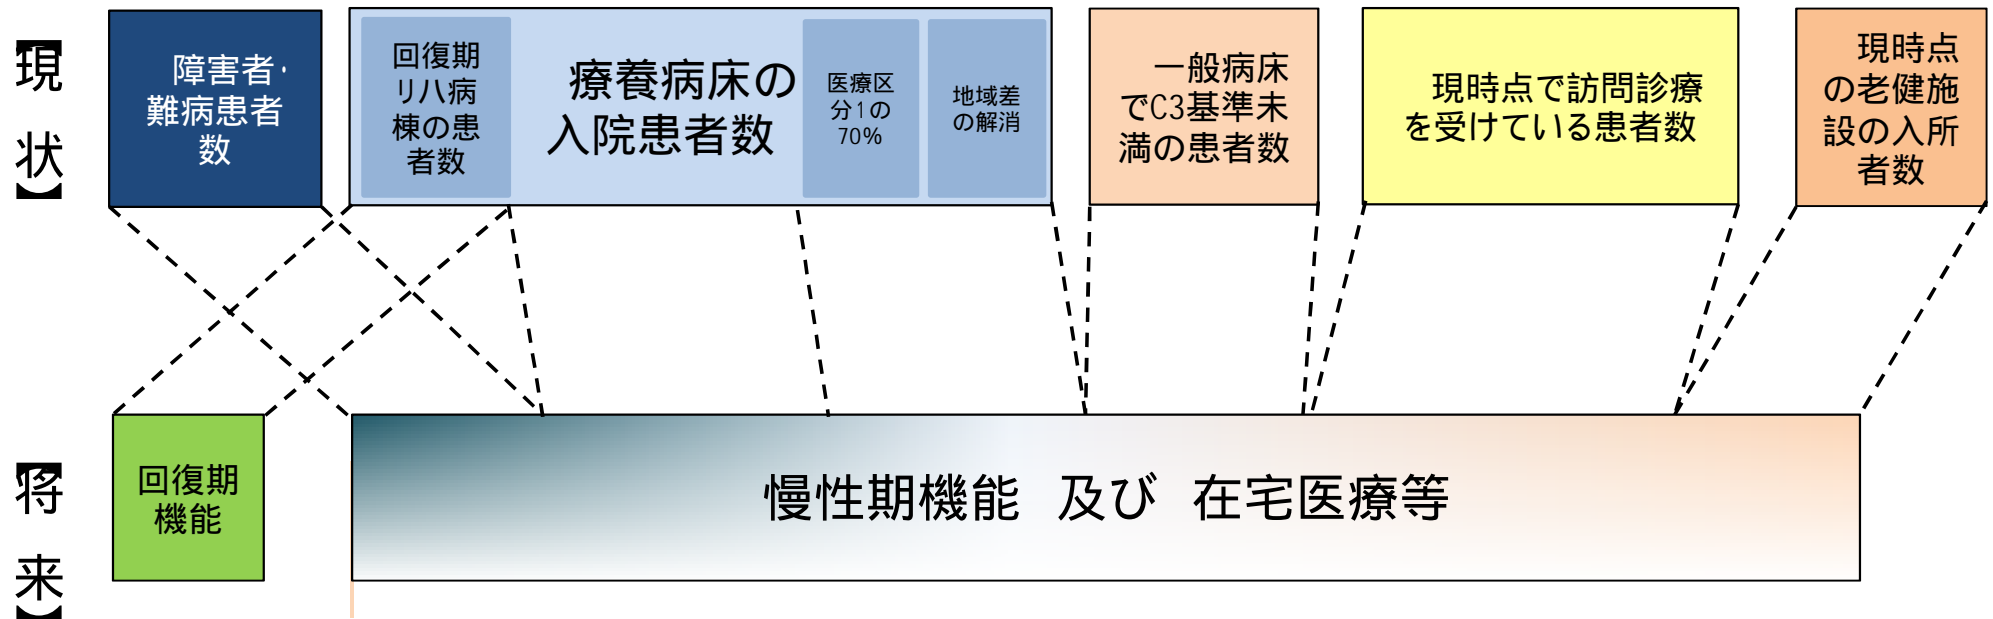 【現状】
障害者・
難病患者
数
回復期
リハ病
棟の患
者数
療養病床の
入院患者数
医療区
分1の
70%
地域差
の解消
一般病床
でC3基準未
満の患者数
現時点で訪問診療
を受けている患者数
現時点
の老健施
設の入所
者数
【将来】
回復期
機能
慢性期機能　及び　在宅医療等